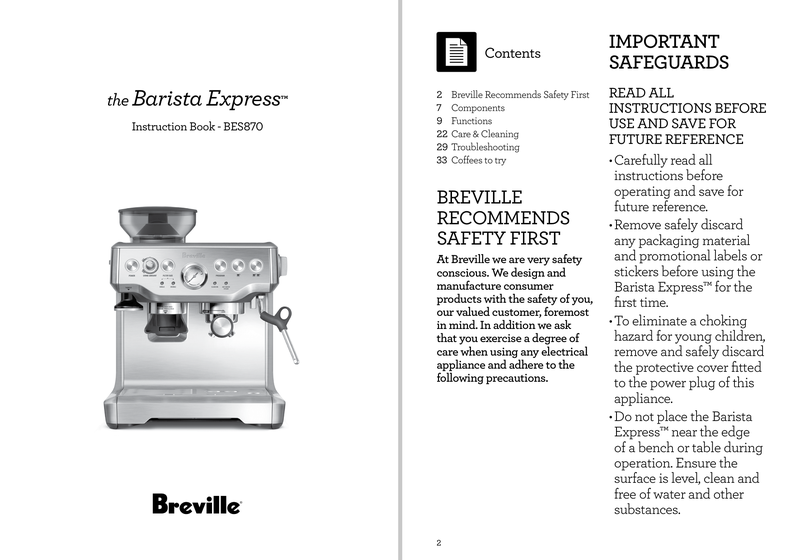 the Barista Express™
Instruction Book - BES870
Breville
Breville®
Contents
2 Breville Recommends Safety First
7 Components
9 Functions
22 Care & Cleaning
29 Troubleshooting
33 Coffees to try
BREVILLE
RECOMMENDS
SAFETY FIRST
At Breville we are very safety
conscious. We design and
manufacture consumer
products with the safety of you,
our valued customer, foremost
in mind. In addition we ask
that you exercise a degree of
care when using any electrical
appliance and adhere to the
following precautions.
2
IMPORTANT
SAFEGUARDS
READ ALL
INSTRUCTIONS BEFORE
USE AND SAVE FOR
FUTURE REFERENCE
• Carefully read all
instructions before
operating and save for
future reference.
• Remove safely discard
any packaging material
and promotional labels or
stickers before using the
Barista Express™ for the
first time.
• To eliminate a choking
hazard for young children,
remove and safely discard
the protective cover fitted
to the power plug of this
appliance.
• Do not place the Barista
Express™ near the edge
of a bench or table during
operation. Ensure the
surface is level, clean and
free of water and other
substances.